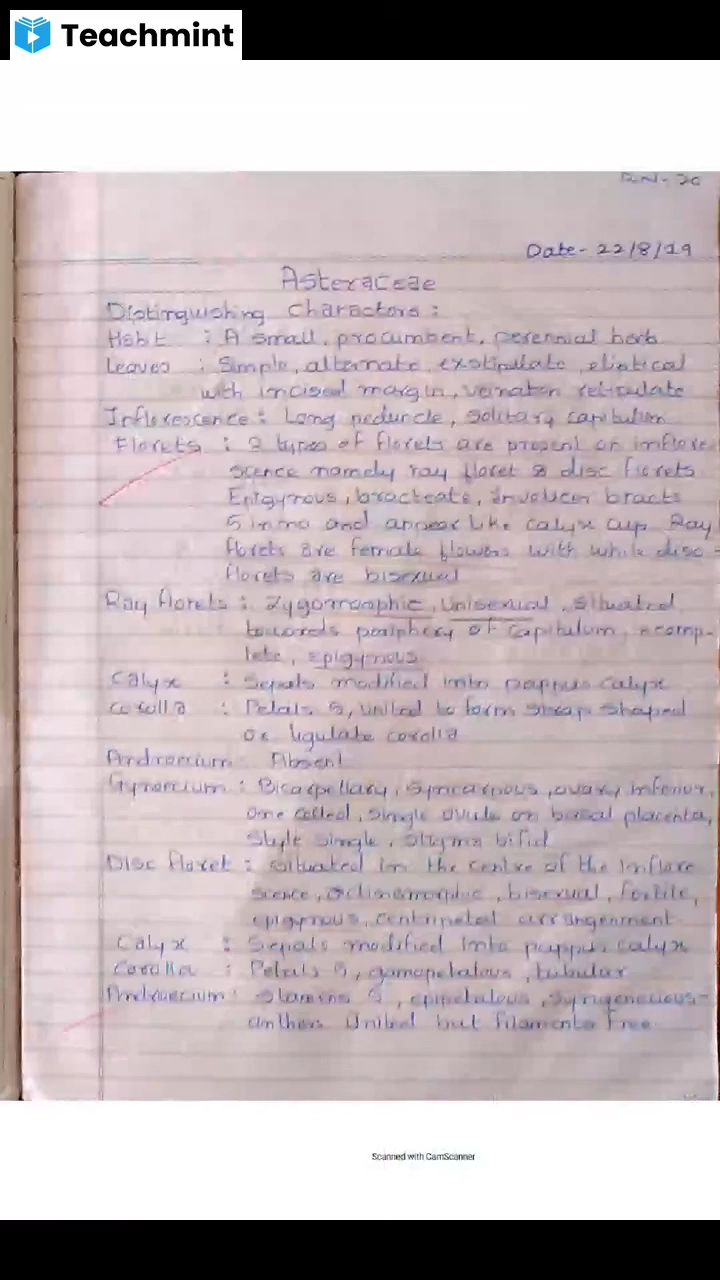 Teachmint
Date- 22/8/19
Asteraceae
Distinguishing Charactors :
Habit : A small, procumbent, perennial herb
Leaves : Simple, alternate, exstipulate, eliptical
with incised margin, venation reticulate
Inflorescence : Long peduncle, solitary capitulum
Florets : 2 types of florets are present on inflore-
scence namely ray floret & disc florets
Epigynous, bracteate, involucer bracts
5 in no and appear like calyx cup. Ray
florets are female flowers with while disc -
florets are bisexual
Ray florets : Zygomorphic, Unisexual, situated
towards periphery of capitulum, incomp-
lete, epigynous
Calyx : Sepals modified into pappus calyx
Corolla : Petals 5, united to form strap shaped
or ligulate corolla
Androecium : Absent
Gynoecium : Bicarpellary, syncarpous, ovary inferior,
one celled, single ovule on basal placenta,
style single, stigma bifid
Disc floret : situated in the centre of the inflore
scence, actinomorphic, bisexual, fertile,
epigynous, centripetal arrangenment
Calyx : Sepals modified into pappus calyx
Corolla : Petals 5, gamopetalous, tubular
Androecium : Stamens 5, epipetalous, syngenecious-
anthers United but filaments free
Scanned with CamScanner